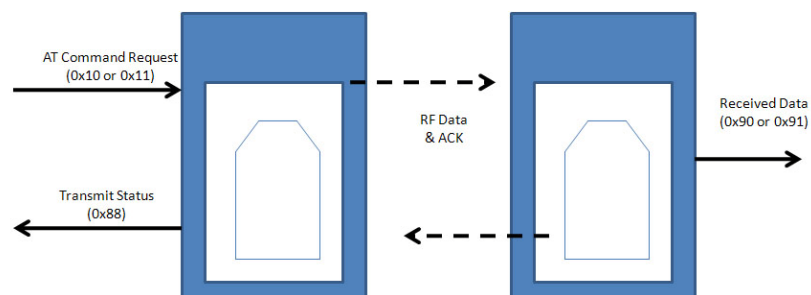 AT Command Request
(0x10 or 0x11)
RF Data
& ACK
Received Data
(0x90 or 0x91)
Transmit Status
(0x88)